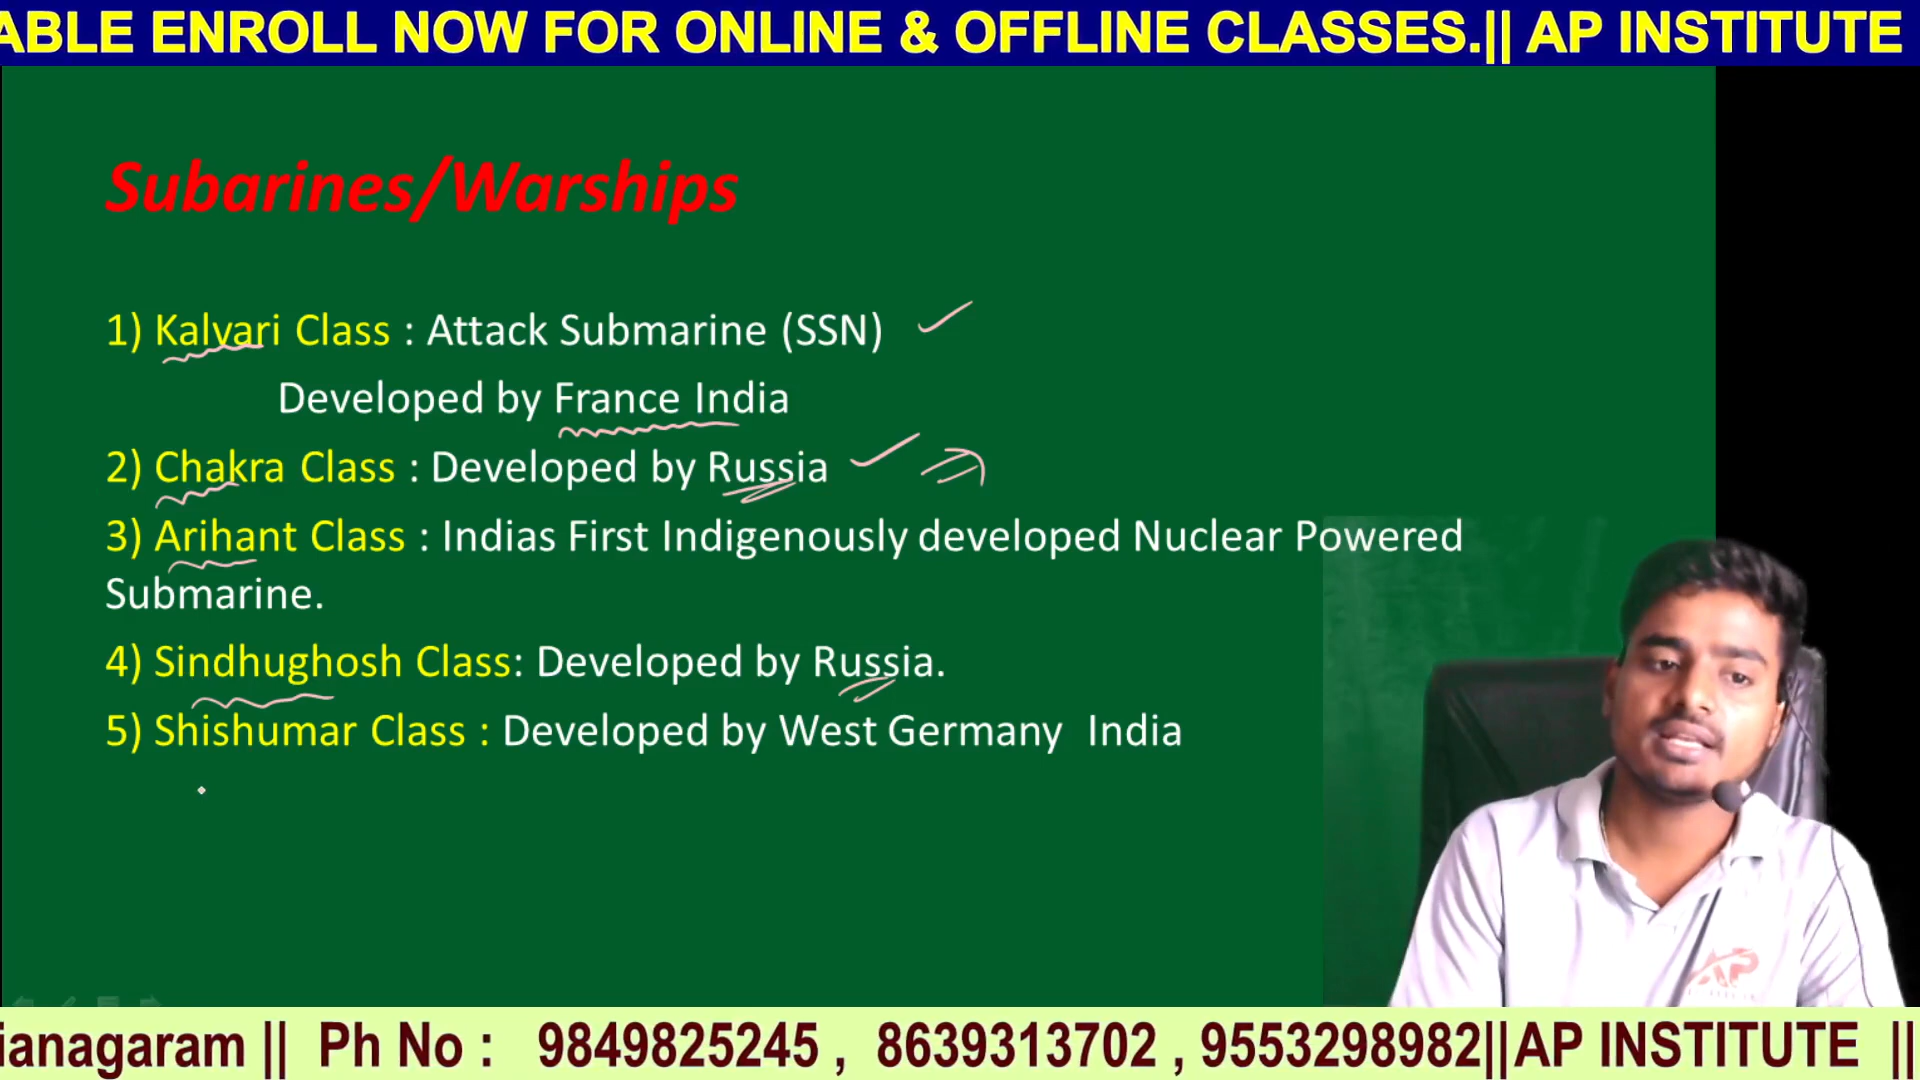 ABLE ENROLL NOW FOR ONLINE & OFFLINE CLASSES.|| AP INSTITUTE
Subarines/Warships
1) Kalvari Class : Attack Submarine (SSN)
Developed by France India
2) Chakra Class : Developed by Russia
3) Arihant Class : Indias First Indigenously developed Nuclear Powered
Submarine.
4) Sindhughosh Class: Developed by Russia.
5) Shishumar Class : Developed by West Germany India
AP
ianagaram || Ph No : 9849825245 , 8639313702 , 9553298982||AP INSTITUTE ||